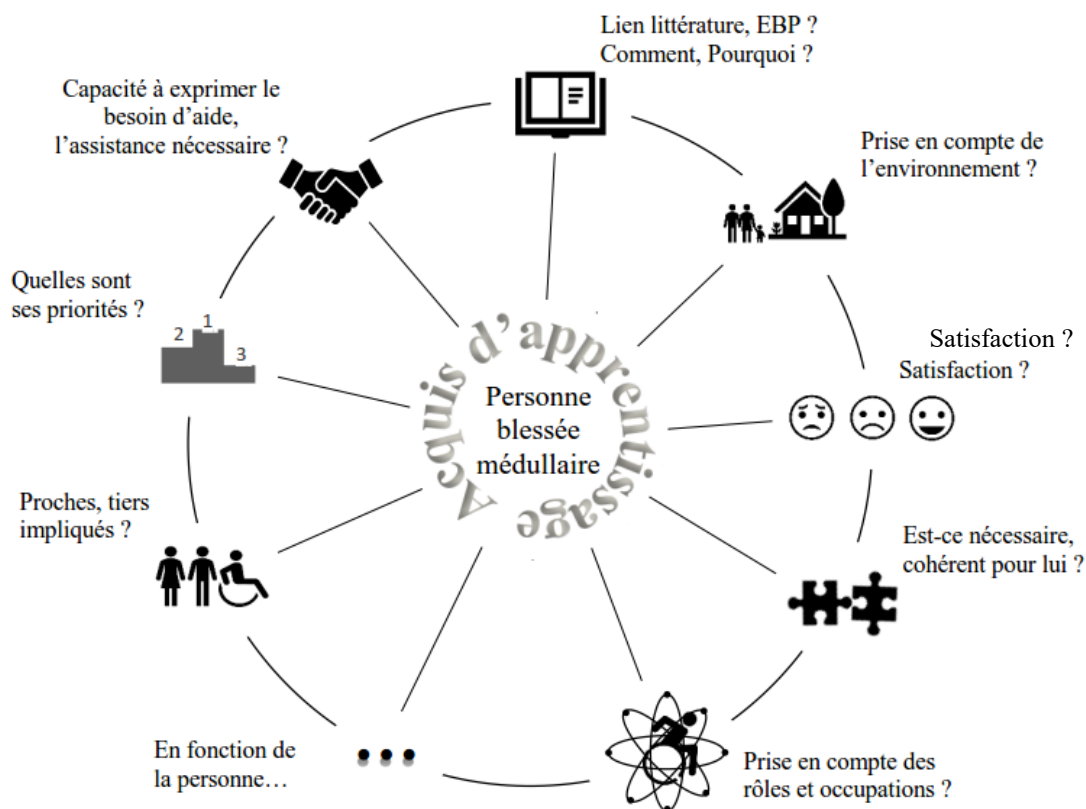 Lien littérature, EBP ?
Comment, Pourquoi ?
Capacité à exprimer le
besoin d’aide,
l’assistance nécessaire ?
Prise en compte de
l’environnement ?
Quelles sont
ses priorités ?
2 1 3
Satisfaction ?
Satisfaction ?
Acquis d’apprentissage
Personne
blessée
médullaire
Proches, tiers
impliqués ?
Est-ce nécessaire,
cohérent pour lui ?
En fonction de
la personne…
Prise en compte des
rôles et occupations ?